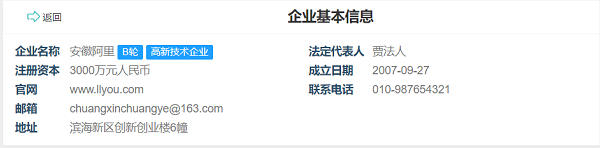 返回
企业基本信息
企业名称 安徽阿里 B轮 高新技术企业 法定代表人 贾法人
注册资本 3000万元人民币 成立日期 2007-09-27
官网 www.llyou.com 联系电话 010-987654321
邮箱 chuangxinchuangye@163.com
地址 滨海新区创新创业楼6幢